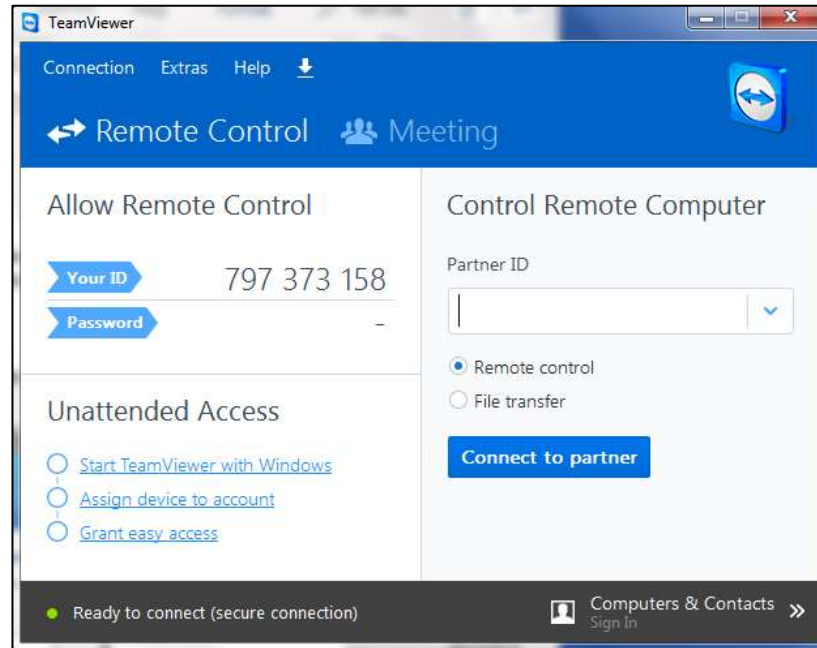 TeamViewer
Connection Extras Help
Remote Control Meeting
Allow Remote Control
Your ID 797 373 158
Password -
Unattended Access
Start TeamViewer with Windows
Assign device to account
Grant easy access
Control Remote Computer
Partner ID
Remote control
File transfer
Connect to partner
Ready to connect (secure connection)
Computers & Contacts
Sign In